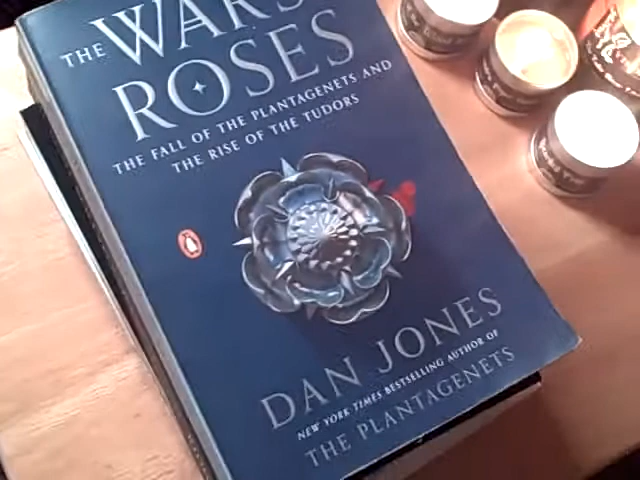 THE WARS
ROSES
THE FALL OF THE PLANTAGENETS AND
THE RISE OF THE TUDORS
DAN JONES
NEW YORK TIMES BESTSELLING AUTHOR OF
THE PLANTAGENETS